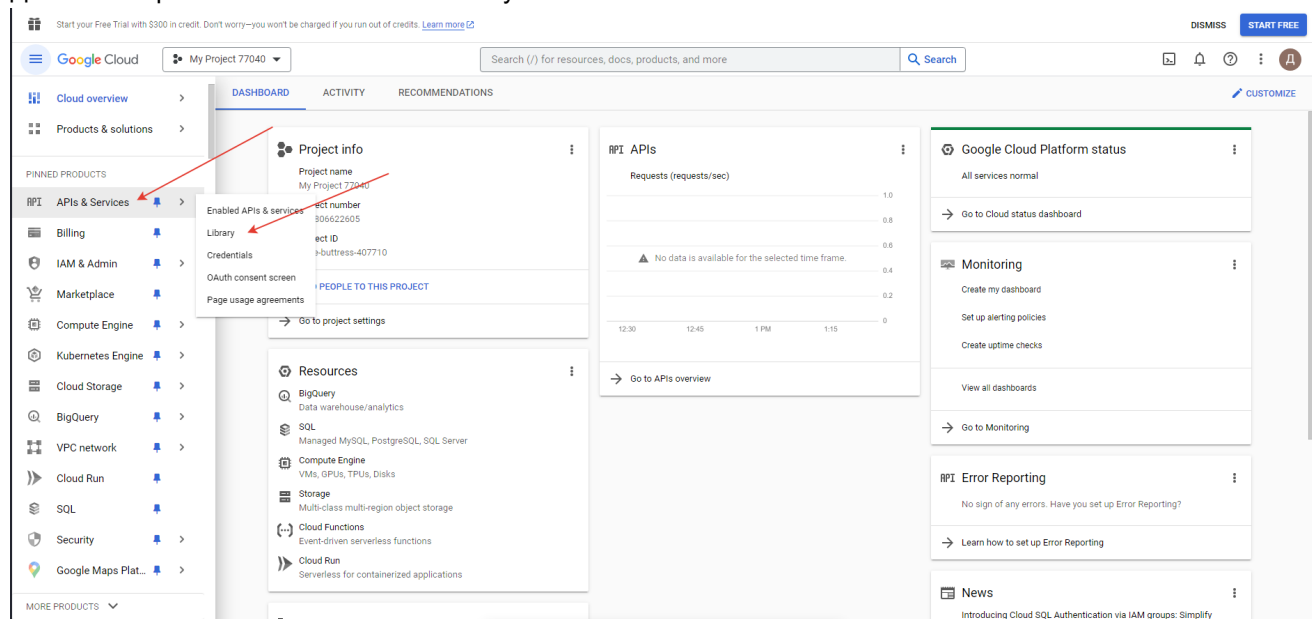 Start your Free Trial with $300 in credit. Don't worry—you won't be charged if you run out of credits. Learn more
DISMISS
START FREE
Google Cloud
My Project 77040
Search (/) for resources, docs, products, and more
Search
Д
Cloud overview
Products & solutions
PINNED PRODUCTS
API APIs & Services
Billing
IAM & Admin
Marketplace
Compute Engine
Kubernetes Engine
Cloud Storage
BigQuery
VPC network
Cloud Run
SQL
Security
Google Maps Plat...
MORE PRODUCTS
Enabled APIs & services
Library
Credentials
OAuth consent screen
Page usage agreements
DASHBOARD
ACTIVITY
RECOMMENDATIONS
CUSTOMIZE
Project info
Project name
My Project 77040
ect number
806622605
ect ID
-buttress-407710
PEOPLE TO THIS PROJECT
Go to project settings
Resources
BigQuery
Data warehouse/analytics
SQL
Managed MySQL, PostgreSQL, SQL Server
Compute Engine
VMs, GPUs, TPUs, Disks
Storage
Multi-class multi-region object storage
Cloud Functions
Event-driven serverless functions
Cloud Run
Serverless for containerized applications
API APIs
Requests (requests/sec)
1.0
0.8
0.6
0.4
0.2
0
No data is available for the selected time frame.
12:30 12:45 1 PM 1:15
Go to APIs overview
Google Cloud Platform status
All services normal
Go to Cloud status dashboard
Monitoring
Create my dashboard
Set up alerting policies
Create uptime checks
View all dashboards
Go to Monitoring
API Error Reporting
No sign of any errors. Have you set up Error Reporting?
Learn how to set up Error Reporting
News
Introducing Cloud SQL Authentication via IAM groups: Simplify